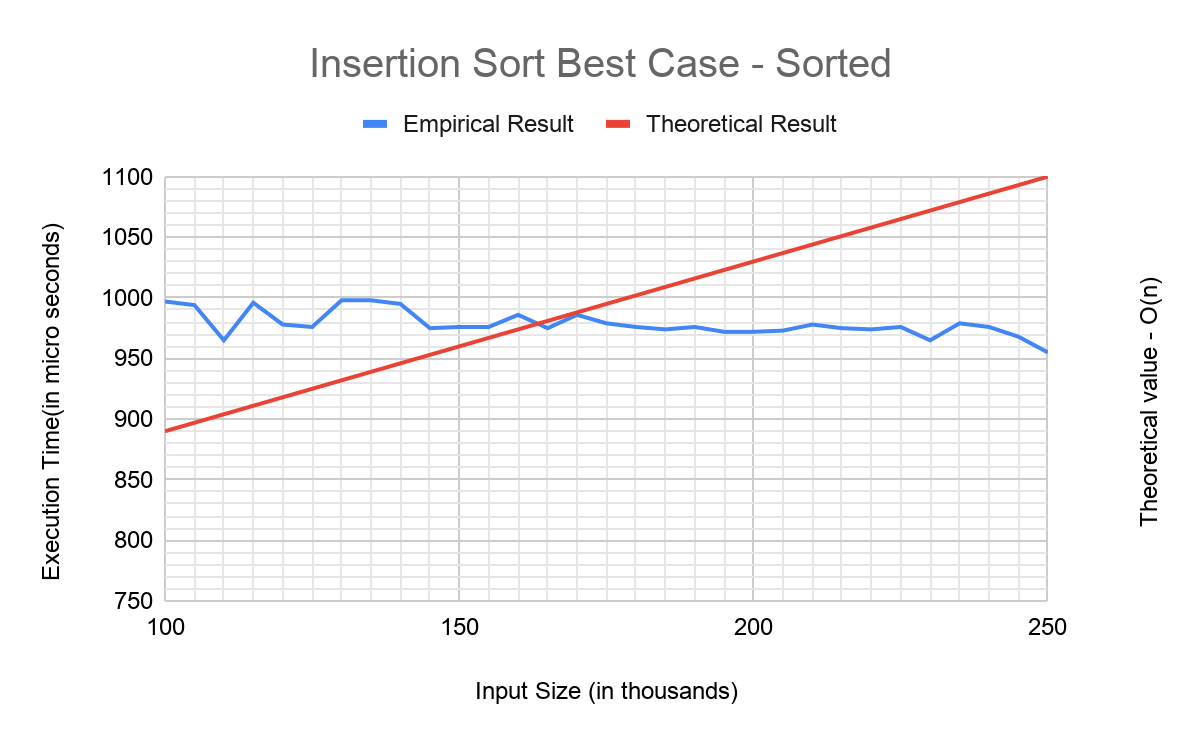 Insertion Sort Best Case - Sorted
Empirical Result
Theoretical Result
1100
1050
1000
950
900
850
800
750
Execution Time(in micro seconds)
Theoretical value - O(n)
100
150
200
250
Input Size (in thousands)